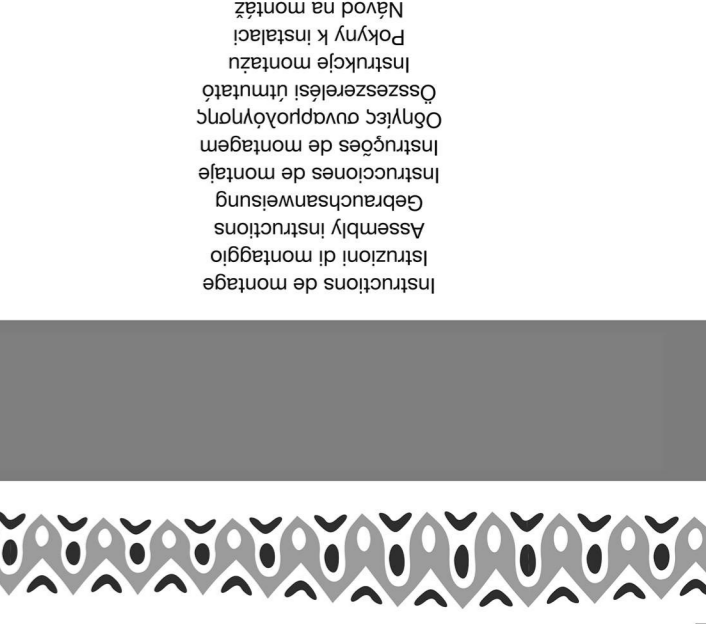 Instructions de montage
Istruzioni di montaggio
Assembly instructions
Gebrauchsanweisung
Instrucciones de montaje
Instruções de montagem
Οδηγίες συναρμολόγησης
Összeszerelési útmutató
Instrukcje montażu
Pokyny k instalaci
Návod na montáž